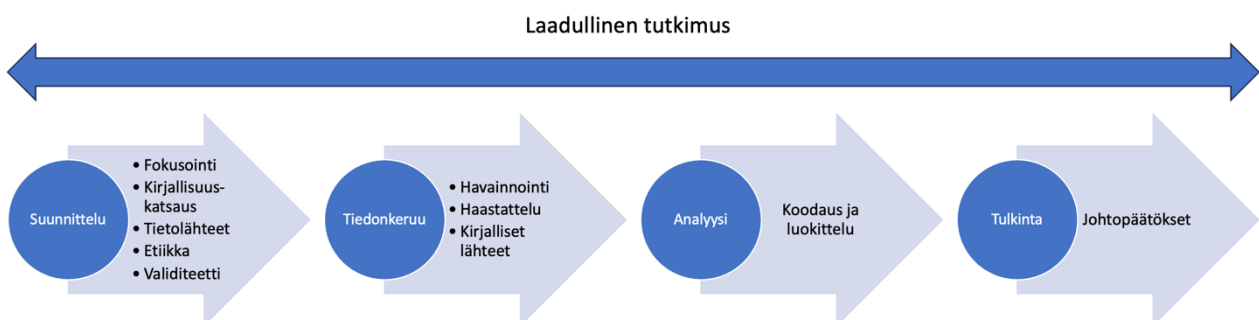 Laadullinen tutkimus
Suunnittelu
• Fokusointi
• Kirjallisuus-
katsaus
• Tietolähteet
• Etiikka
• Validiteetti
Tiedonkeruu
• Havainnointi
• Haastattelu
• Kirjalliset
lähteet
Analyysi
Koodaus ja
luokittelu
Tulkinta
Johtopäätökset